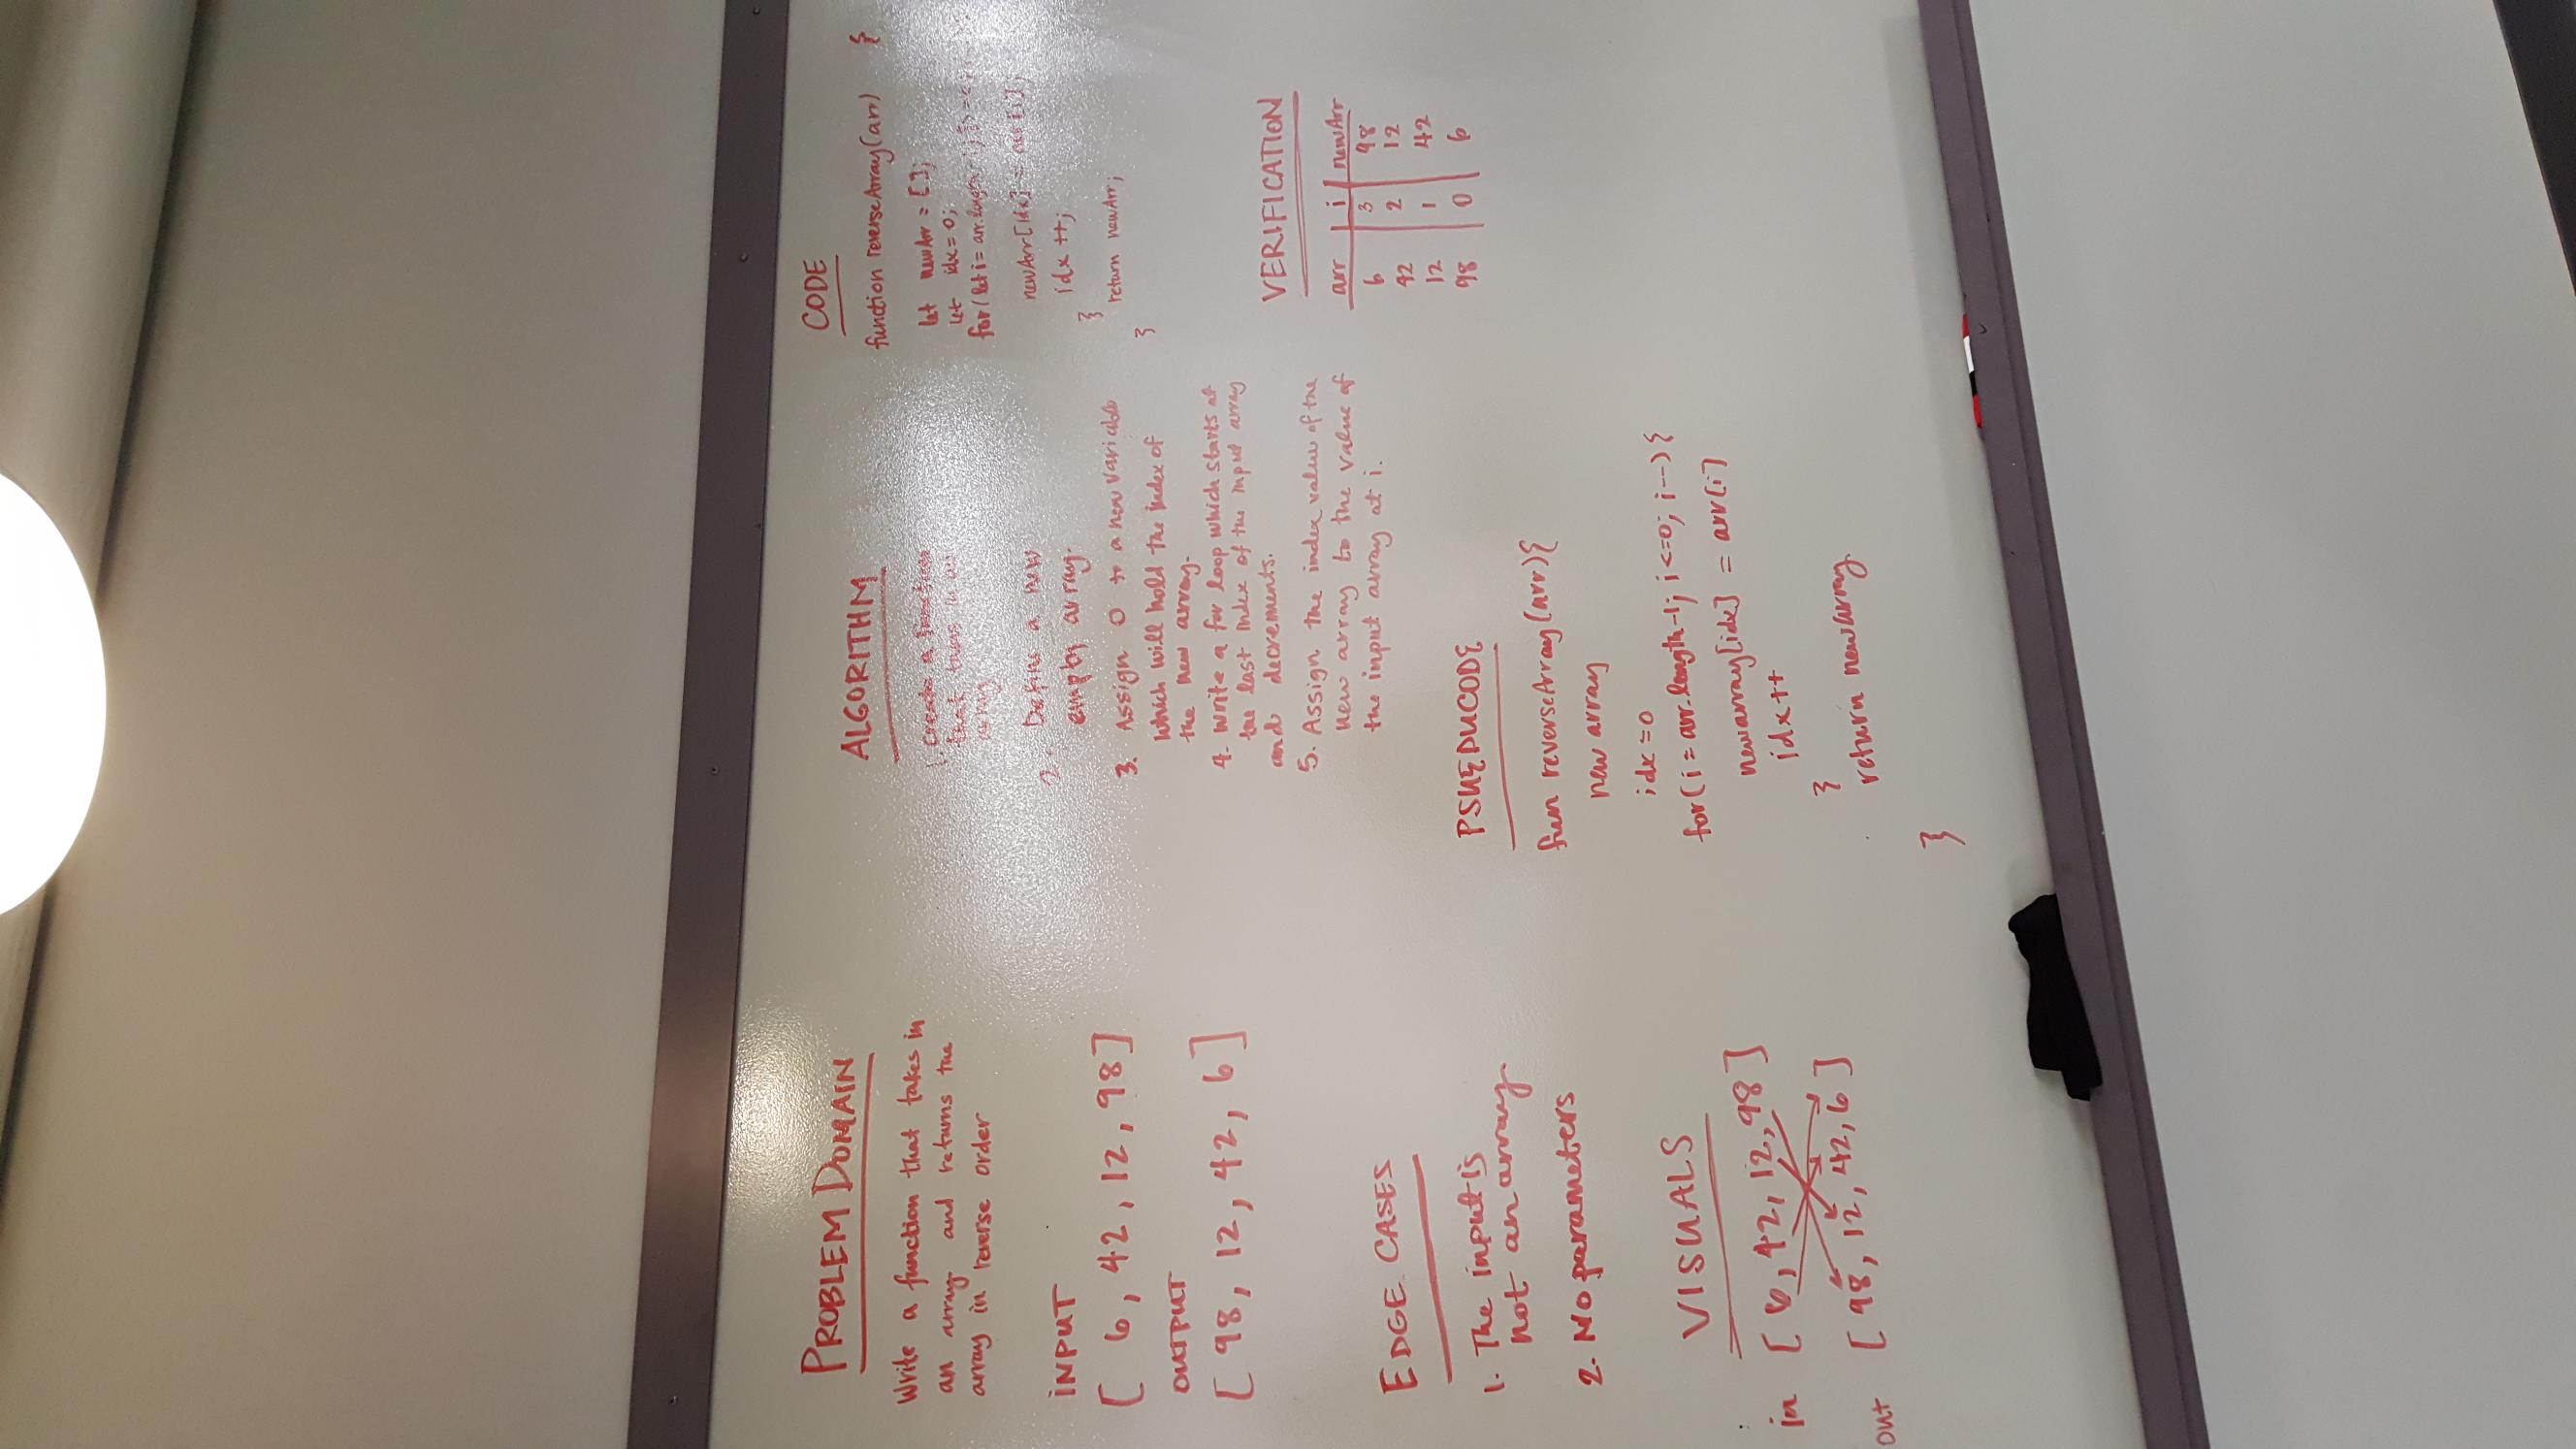 PROBLEM DOMAIN
Write a function that takes in
an array and returns the
array in reverse order
INPUT
[ 6, 42, 12, 98]
OUTPUT
[ 98, 12, 42, 6 ]
EDGE CASES
1. The input is
not an array.
2. No parameters
VISUALS
in [ 6, 42, 12, 98 ]
out [ 98, 12, 42, 6 ]
ALGORITHM
1. Create a function
that takes in an
array
2. Define a new
empty array.
3. Assign 0 to a new variable
which will hold the index of
the new array.
4. Write a for loop which starts at
the last index of the input array
and decrements.
5. Assign the index value of the
new array to the value of
the input array at i.
PSUEDUCODE
fun reverseArray(arr){
new array
idx = 0
for(i = arr.length-1; i<=0; i--){
newarray[idx] = arr[i]
idx++
}
return newarray
}
CODE
function reverseArray(arr) {
let newArr = [];
let idx = 0;
for(let i = arr.length
newArr[idx] = arr[i];
idx ++;
}
return newArr;
}
VERIFICATION
arr | i | newArr
6 | 3 | 98
42 | 2 | 12
12 | 1 | 42
98 | 0 | 6